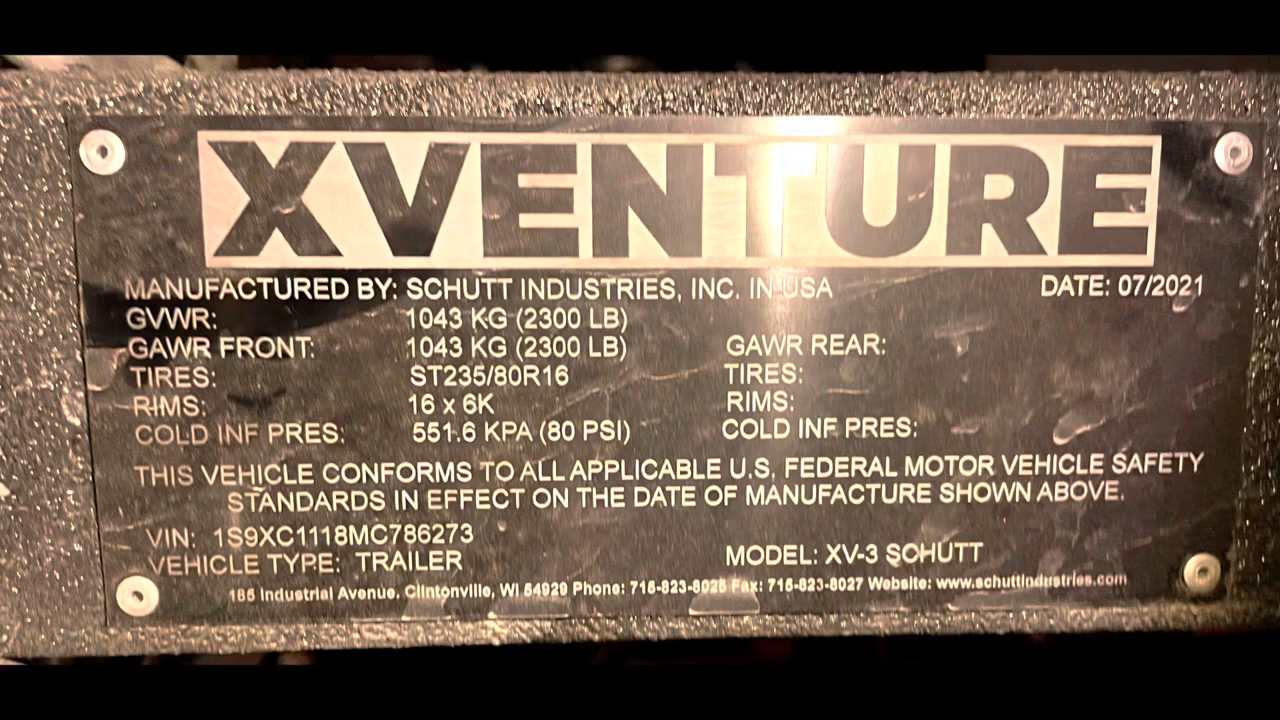 XVENTURE
MANUFACTURED BY: SCHUTT INDUSTRIES, INC. IN USA DATE: 07/2021
GVWR: 1043 KG (2300 LB)
GAWR FRONT: 1043 KG (2300 LB) GAWR REAR:
TIRES: ST235/80R16 TIRES:
RIMS: 16 x 6K RIMS:
COLD INF PRES: 551.6 KPA (80 PSI) COLD INF PRES:
THIS VEHICLE CONFORMS TO ALL APPLICABLE U.S, FEDERAL MOTOR VEHICLE SAFETY
STANDARDS IN EFFECT ON THE DATE OF MANUFACTURE SHOWN ABOVE.
VIN: 1S9XC1118MC786273
VEHICLE TYPE: TRAILER MODEL: XV-3 SCHUTT
185 Industrial Avenue. Clintonville, WI 54929 Phone: 715-823-8025 Fax: 715-823-8027 Website: www.schuttindustries.com